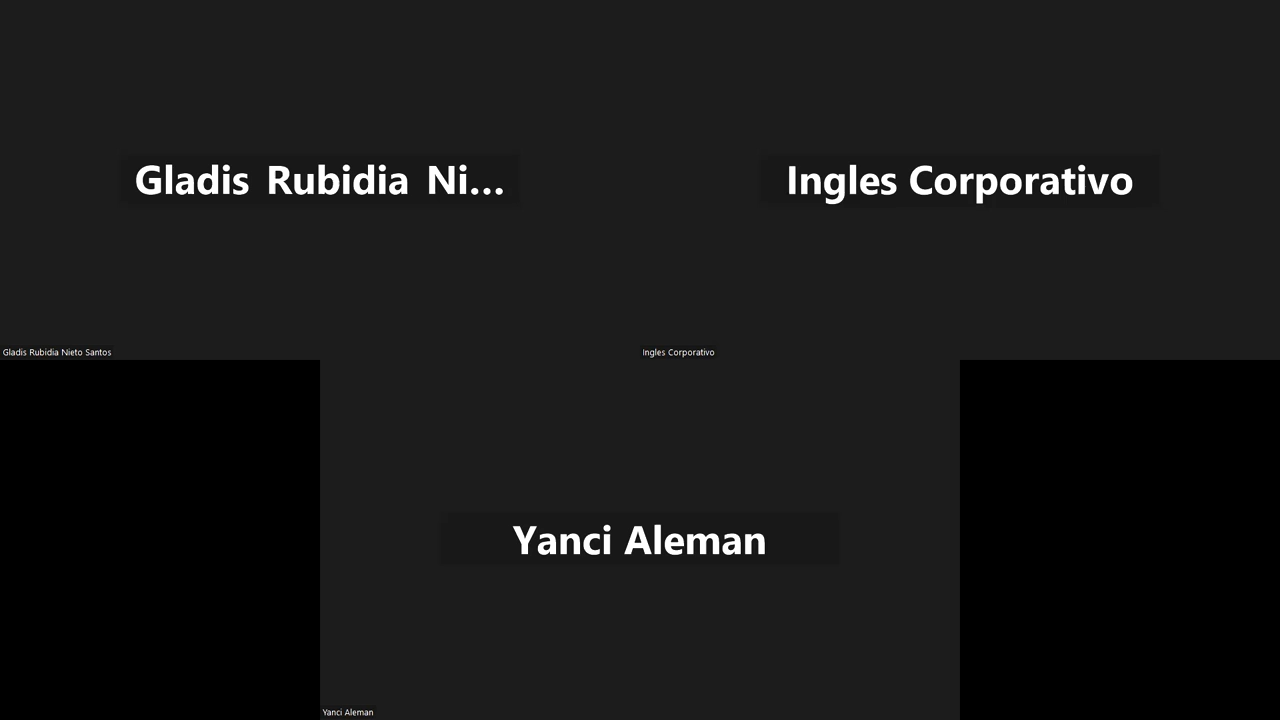 Gladis Rubidia Ni...
Ingles Corporativo
Gladis Rubidia Nieto Santos
Ingles Corporativo
Yanci Aleman
Yanci Aleman